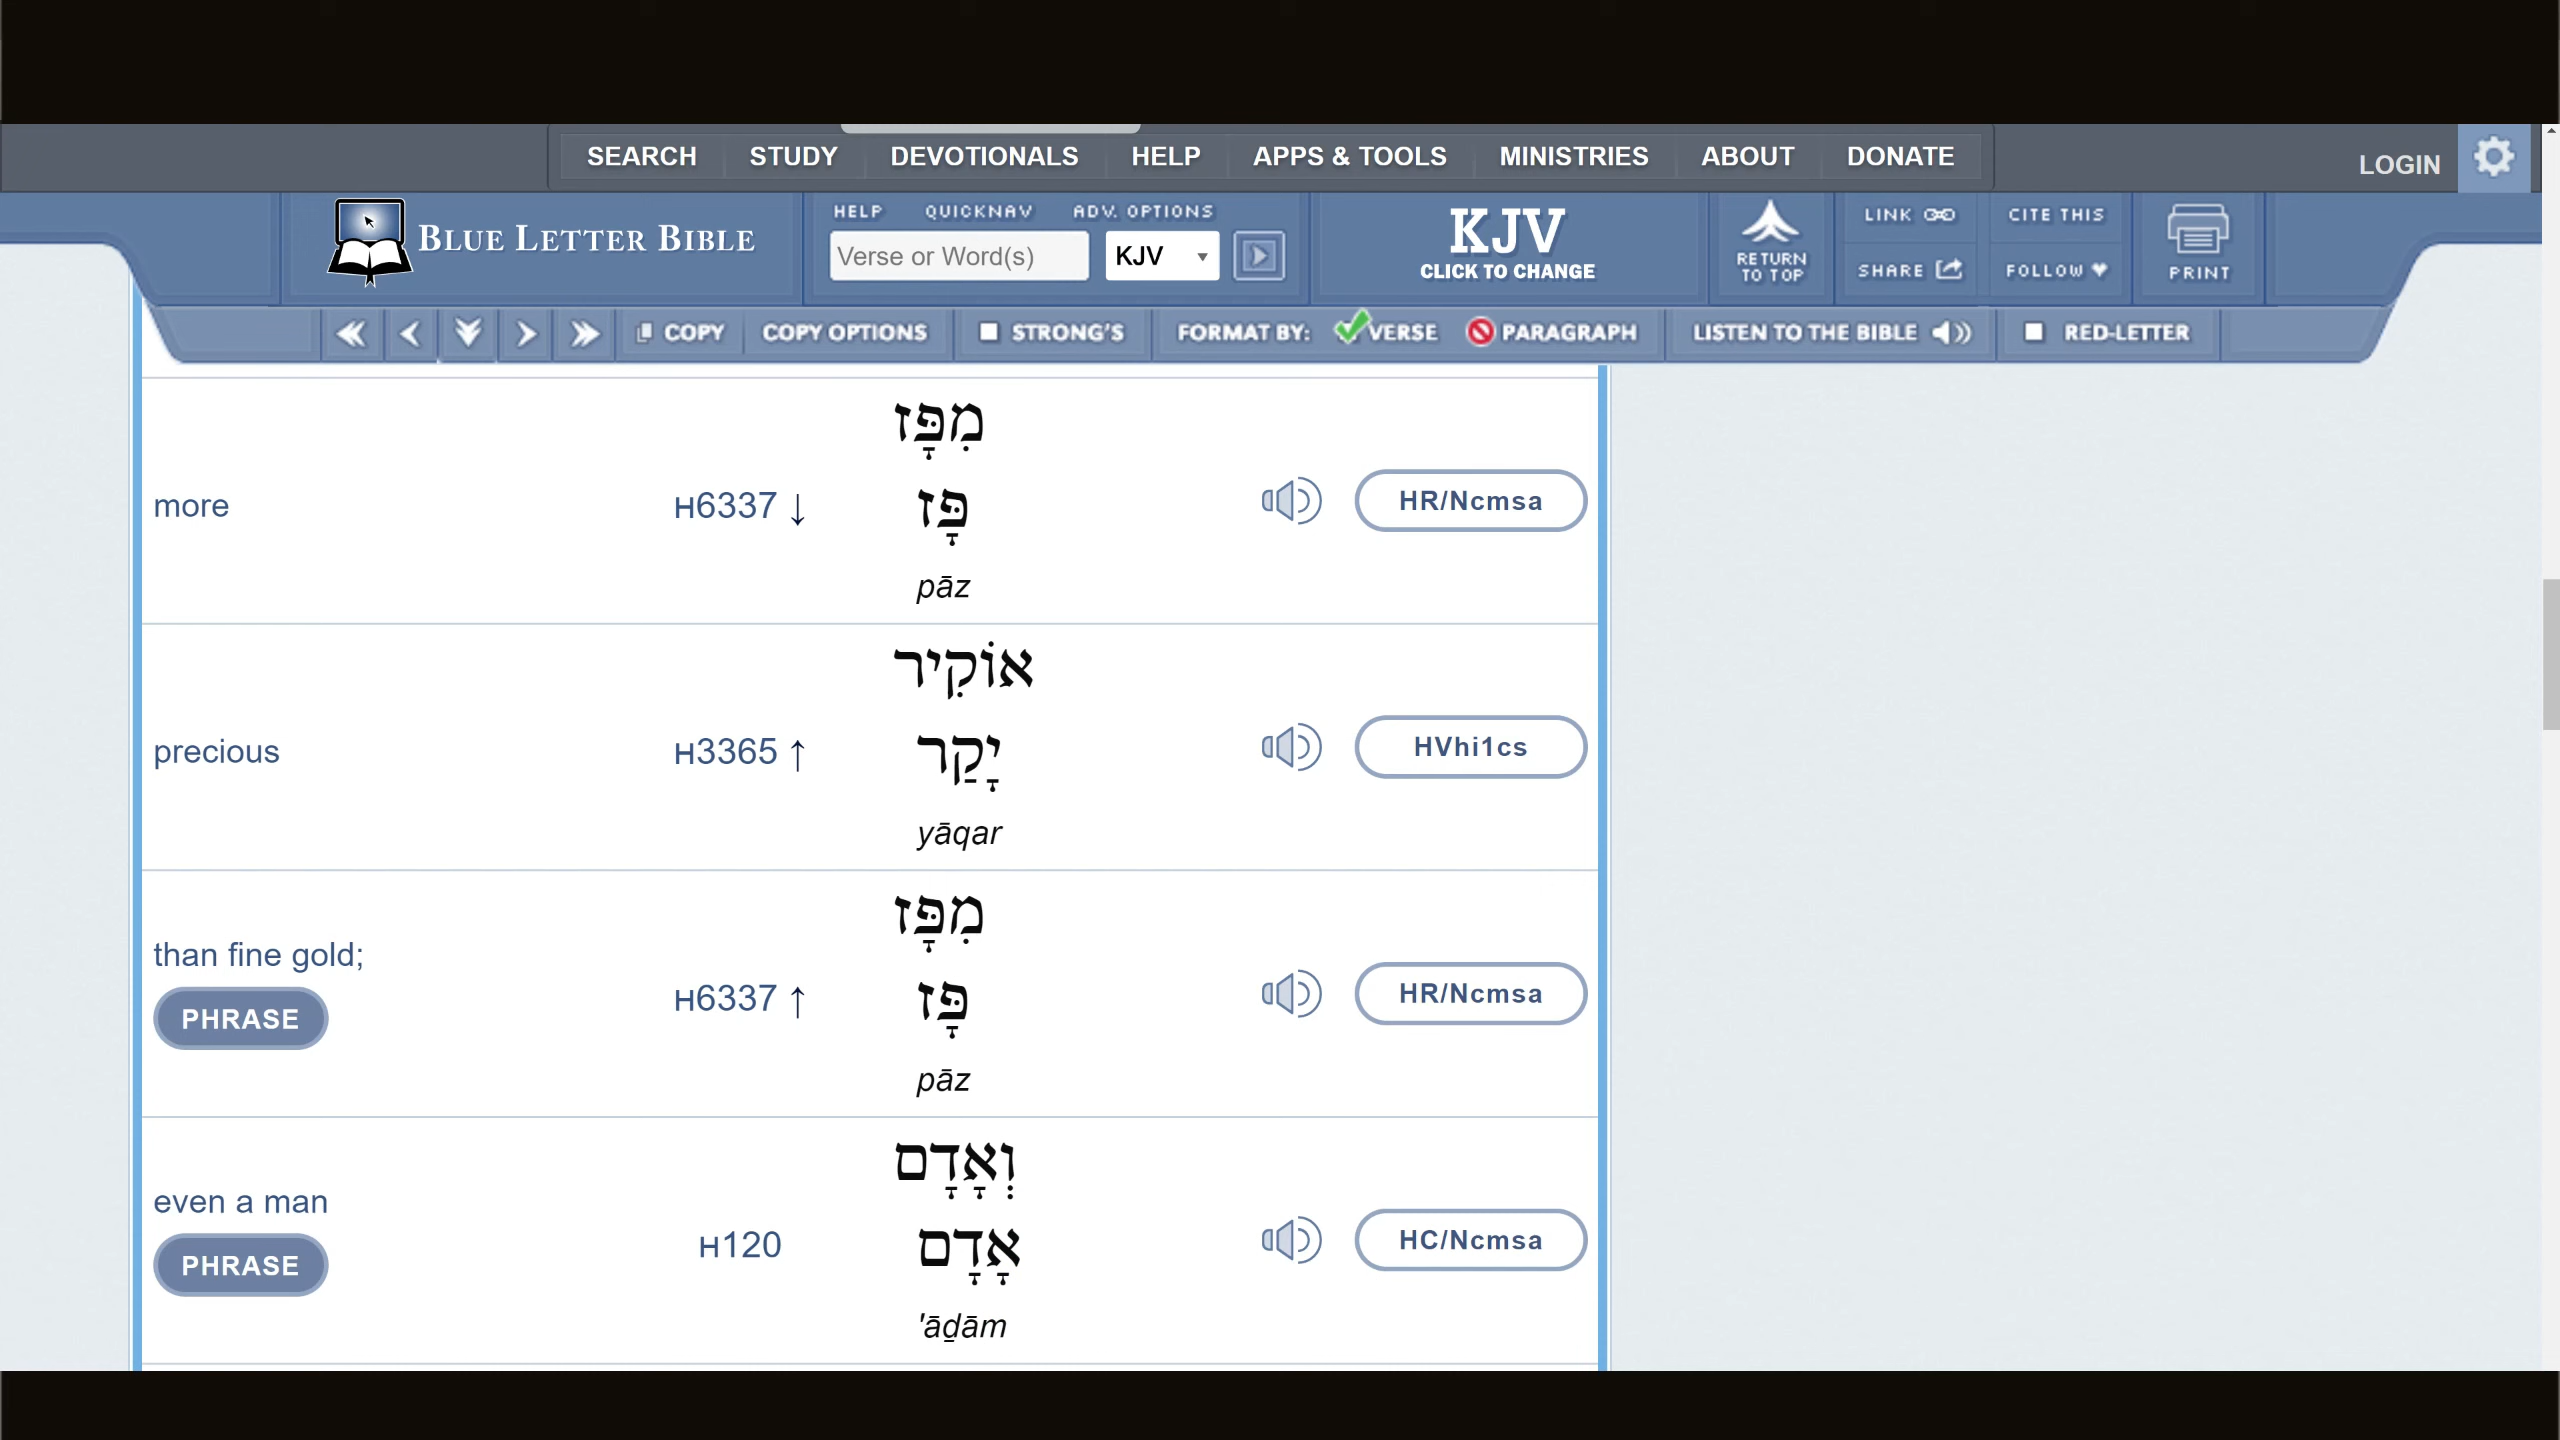 SEARCH STUDY DEVOTIONALS HELP APPS & TOOLS MINISTRIES ABOUT DONATE LOGIN
BLUE LETTER BIBLE
HELP QUICKNAV ADV. OPTIONS
Verse or Word(s) KJV
KJV
CLICK TO CHANGE
RETURN
TO TOP
LINK CITE THIS
SHARE FOLLOW
PRINT
COPY COPY OPTIONS STRONG'S FORMAT BY: VERSE PARAGRAPH LISTEN TO THE BIBLE RED-LETTER
מִפָּז
more H6337 ↓ פָּז HR/Ncmsa
pāz
אוֹקִיר
precious H3365 ↑ יָקַר HVhi1cs
yāqar
מִפָּז
than fine gold;
PHRASE H6337 ↑ פָּז HR/Ncmsa
pāz
וְאָדָם
even a man
PHRASE H120 אָדָם HC/Ncmsa
'āḏām